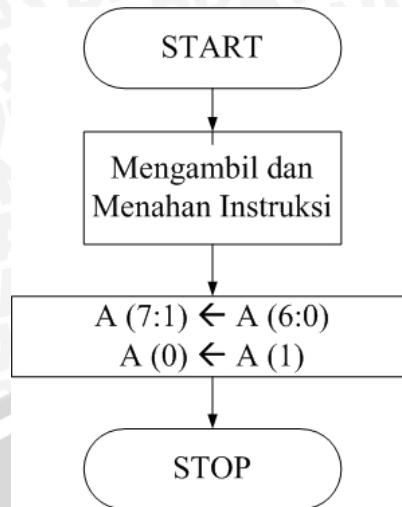 START
Mengambil dan
Menahan Instruksi
A (7:1) ← A (6:0)
A (0) ← A (1)
STOP